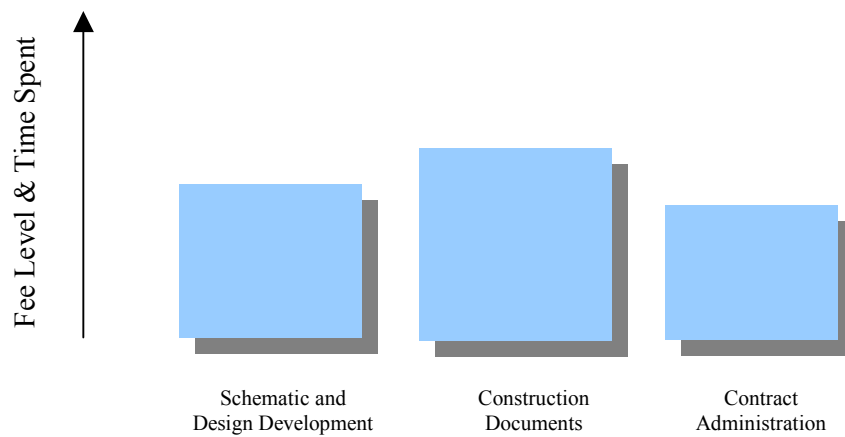 Fee Level & Time Spent
Schematic and
Design Development
Construction
Documents
Contract
Administration